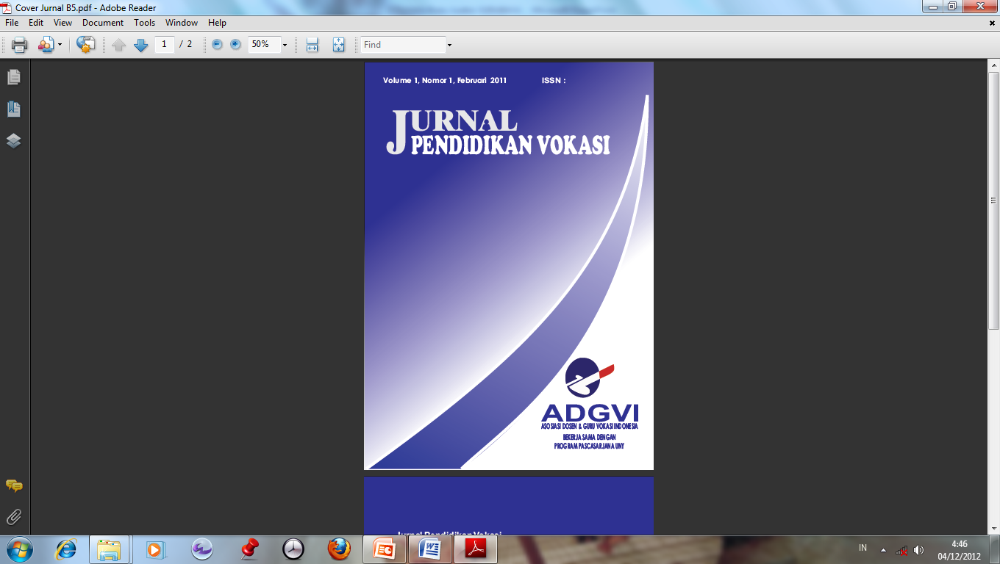 Cover Jurnal B5.pdf - Adobe Reader
File Edit View Document Tools Window Help
1 / 2 50% Find
Volume 1, Nomor 1, Februari 2011 ISSN :
JURNAL
PENDIDIKAN VOKASI
ADGVI
ASOSIASI DOSEN & GURU VOKASI INDONESIA
BEKERJA SAMA DENGAN
PROGRAM PASCASARJANA UNY
Jurnal Pendidikan Vokasi
IN 4:46
04/12/2012